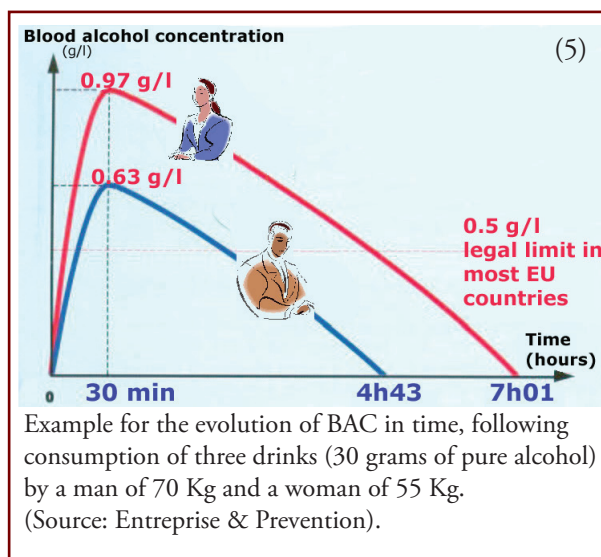 Blood alcohol concentration
(g/l)
(5)
0.97 g/l
0.63 g/l
0.5 g/l
legal limit in
most EU
countries
Time
(hours)
0
30 min
4h43
7h01
Example for the evolution of BAC in time, following
consumption of three drinks (30 grams of pure alcohol)
by a man of 70 Kg and a woman of 55 Kg.
(Source: Entreprise & Prevention).